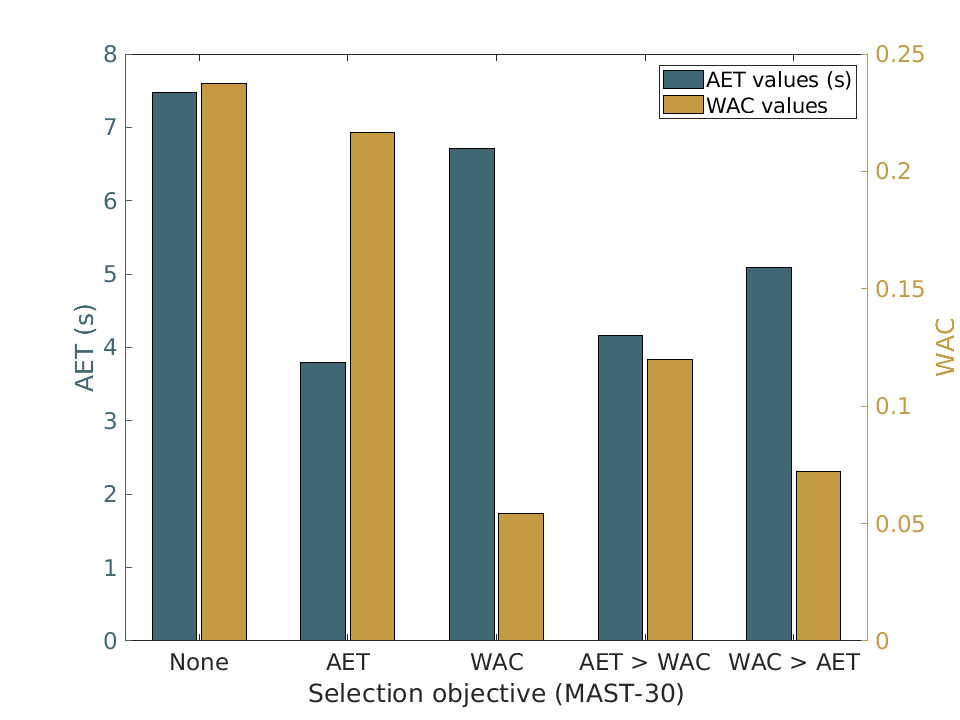 AET values (s)
WAC values
8
7
6
5
4
3
2
1
0
AET (s)
0.25
0.2
0.15
0.1
0.05
0
WAC
None AET WAC AET > WAC WAC > AET
Selection objective (MAST-30)